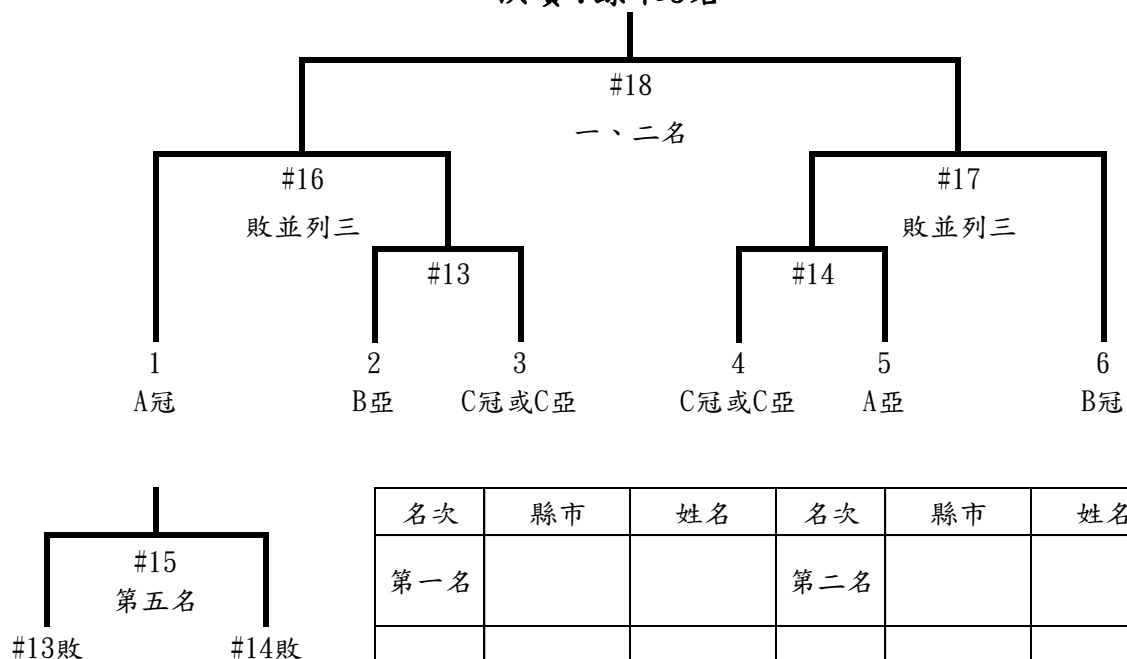 #18
一、二名
#16
#17
敗並列三
敗並列三
#13
#14
1
2
3
4
5
6
A冠
B亞
C冠或C亞
C冠或C亞
A亞
B冠
#15
第五名
#13敗
#14敗
名次 縣市 姓名 名次 縣市 姓名
第一名 第二名